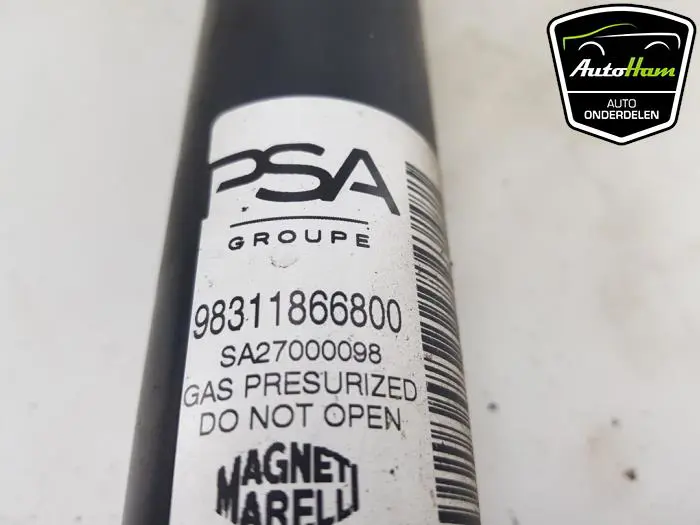 AutoHam
AUTO
ONDERDELEN
PSA
GROUPE
98311866800
SA27000098
GAS PRESURIZED
DO NOT OPEN
MAGNETI
MARELLI